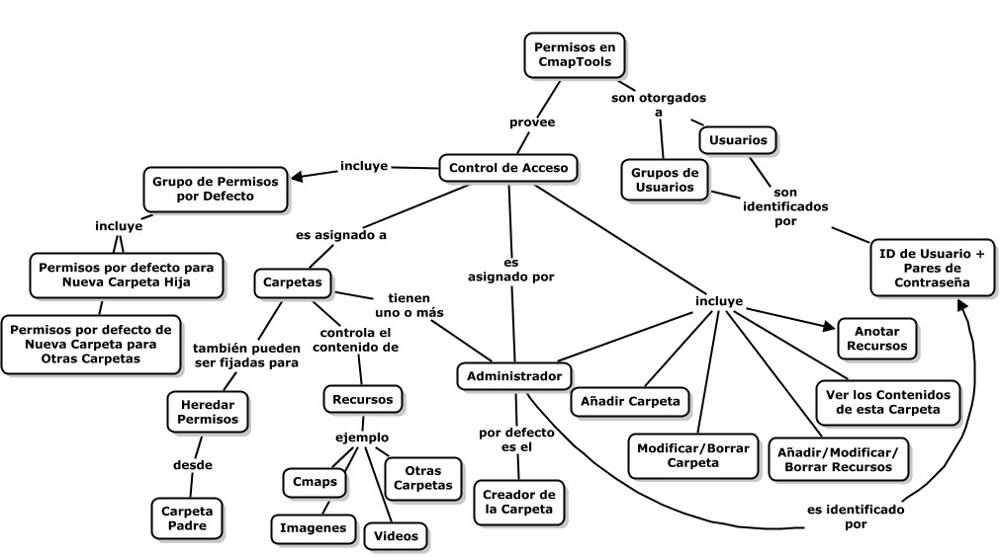 Permisos en
CmapTools
son otorgados
a
provee
Usuarios
Control de Acceso
incluye
Grupos de
Usuarios
Grupo de Permisos
por Defecto
son
identificados
por
incluye
es asignado a
ID de Usuario +
Pares de
Contraseña
Permisos por defecto para
Nueva Carpeta Hija
es
asignado por
Carpetas
tienen
uno o más
incluye
Permisos por defecto de
Nueva Carpeta para
Otras Carpetas
también pueden
ser fijadas para
controla el
contenido de
Anotar
Recursos
Administrador
Ver los Contenidos
de esta Carpeta
Añadir Carpeta
Recursos
Heredar
Permisos
ejemplo
por defecto
es el
Modificar/Borrar
Carpeta
Añadir/Modificar/
Borrar Recursos
desde
Cmaps
Otras
Carpetas
Creador de
la Carpeta
Carpeta
Padre
Imagenes
Videos
es identificado
por